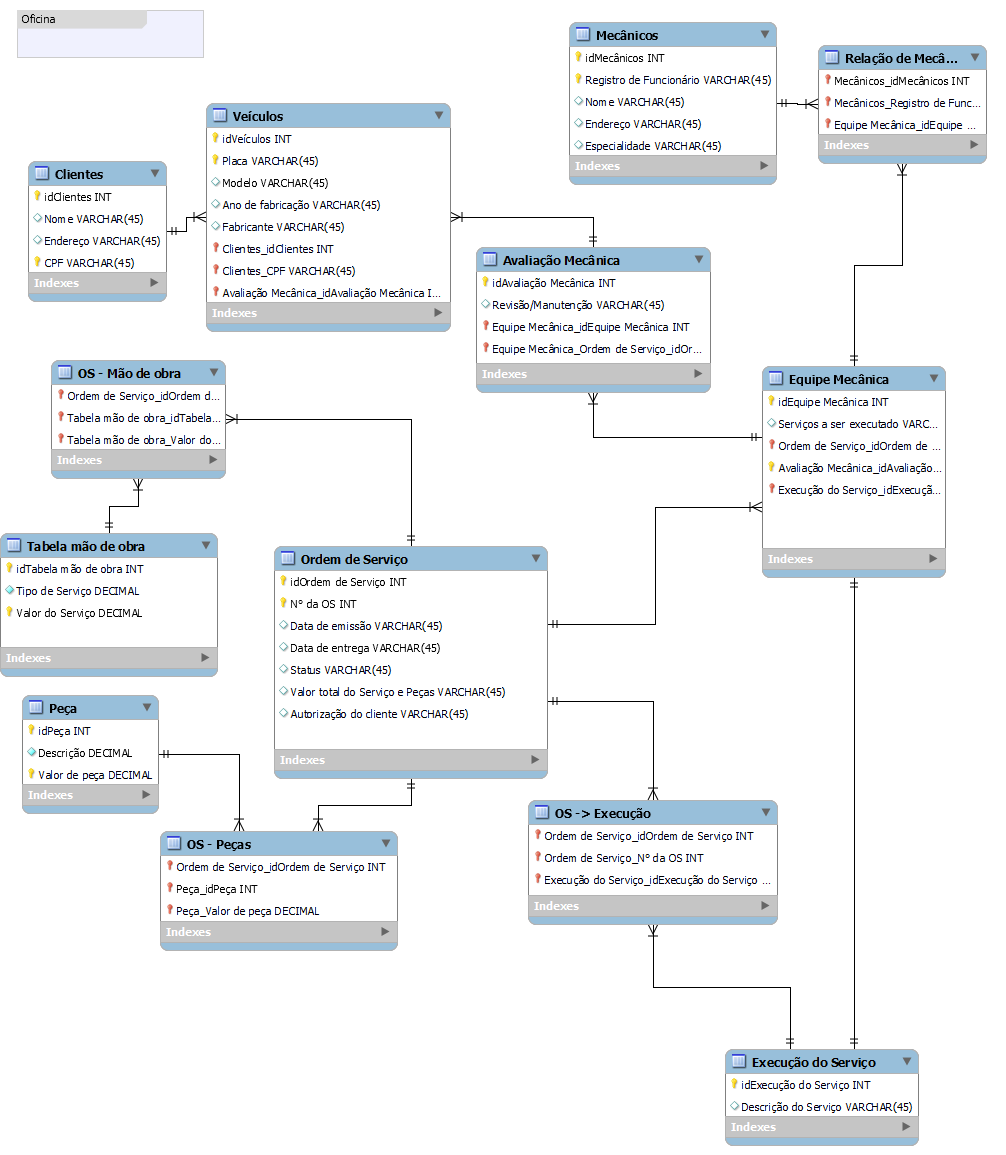 Oficina
Mecânicos
idMecânicos INT
Registro de Funcionário VARCHAR(45)
Nome VARCHAR(45)
Endereço VARCHAR(45)
Especialidade VARCHAR(45)
Indexes
Relação de Mecâ...
Mecânicos_idMecânicos INT
Mecânicos_Registro de Func...
Equipe Mecânica_idEquipe ...
Indexes
Veículos
idVeículos INT
Placa VARCHAR(45)
Modelo VARCHAR(45)
Ano de fabricação VARCHAR(45)
Fabricante VARCHAR(45)
Clientes_idClientes INT
Clientes_CPF VARCHAR(45)
Avaliação Mecânica_idAvaliação Mecânica I...
Indexes
Clientes
idClientes INT
Nome VARCHAR(45)
Endereço VARCHAR(45)
CPF VARCHAR(45)
Indexes
Avaliação Mecânica
idAvaliação Mecânica INT
Revisão/Manutenção VARCHAR(45)
Equipe Mecânica_idEquipe Mecânica INT
Equipe Mecânica_Ordem de Serviço_idOr...
Indexes
OS - Mão de obra
Ordem de Serviço_idOrdem d...
Tabela mão de obra_idTabela...
Tabela mão de obra_Valor do...
Indexes
Equipe Mecânica
idEquipe Mecânica INT
Serviços a ser executado VARC...
Ordem de Serviço_idOrdem de ...
Avaliação Mecânica_idAvaliação...
Execução do Serviço_idExecuçã...
Indexes
Tabela mão de obra
idTabela mão de obra INT
Tipo de Serviço DECIMAL
Valor do Serviço DECIMAL
Indexes
Ordem de Serviço
idOrdem de Serviço INT
Nº da OS INT
Data de emissão VARCHAR(45)
Data de entrega VARCHAR(45)
Status VARCHAR(45)
Valor total do Serviço e Peças VARCHAR(45)
Autorização do cliente VARCHAR(45)
Indexes
Peça
idPeça INT
Descrição DECIMAL
Valor de peça DECIMAL
Indexes
OS - Peças
Ordem de Serviço_idOrdem de Serviço INT
Peça_idPeça INT
Peça_Valor de peça DECIMAL
Indexes
OS -> Execução
Ordem de Serviço_idOrdem de Serviço INT
Ordem de Serviço_Nº da OS INT
Execução do Serviço_idExecução do Serviço ...
Indexes
Execução do Serviço
idExecução do Serviço INT
Descrição do Serviço VARCHAR(45)
Indexes